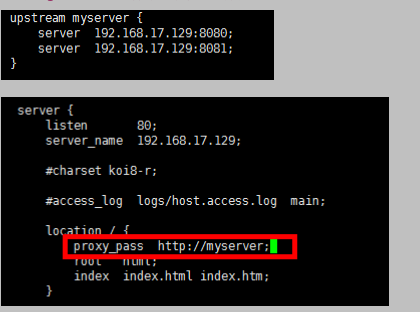 upstream myserver {
server 192.168.17.129:8080;
server 192.168.17.129:8081;
}
server {
listen 80;
server_name 192.168.17.129;
#charset koi8-r;
#access_log logs/host.access.log main;
location / {
proxy_pass http://myserver;
root html;
index index.html index.htm;
}